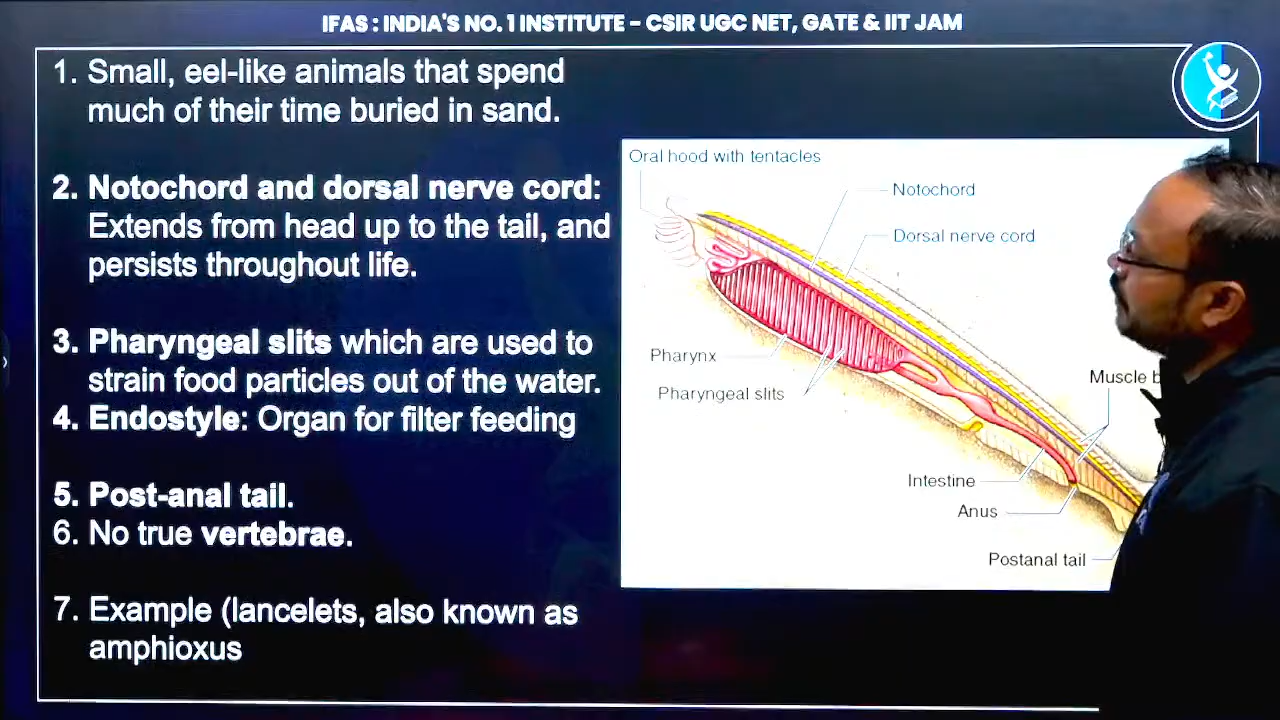 IFAS : INDIA'S NO. 1 INSTITUTE – CSIR UGC NET, GATE & IIT JAM
1. Small, eel-like animals that spend
much of their time buried in sand.
2. Notochord and dorsal nerve cord:
Extends from head up to the tail, and
persists throughout life.
3. Pharyngeal slits which are used to
strain food particles out of the water.
4. Endostyle: Organ for filter feeding
5. Post-anal tail.
6. No true vertebrae.
7. Example (lancelets, also known as
amphioxus
Oral hood with tentacles
Notochord
Dorsal nerve cord
Pharynx
Pharyngeal slits
Muscle b
Intestine
Anus
Postanal tail